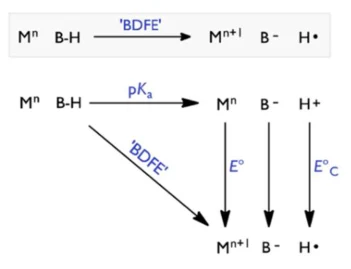 'BDFE'
Mⁿ B-H Mⁿ⁺¹ B⁻ H•
pKₐ
Mⁿ B-H Mⁿ B⁻ H+
'BDFE' E° E°C
Mⁿ⁺¹ B⁻ H•